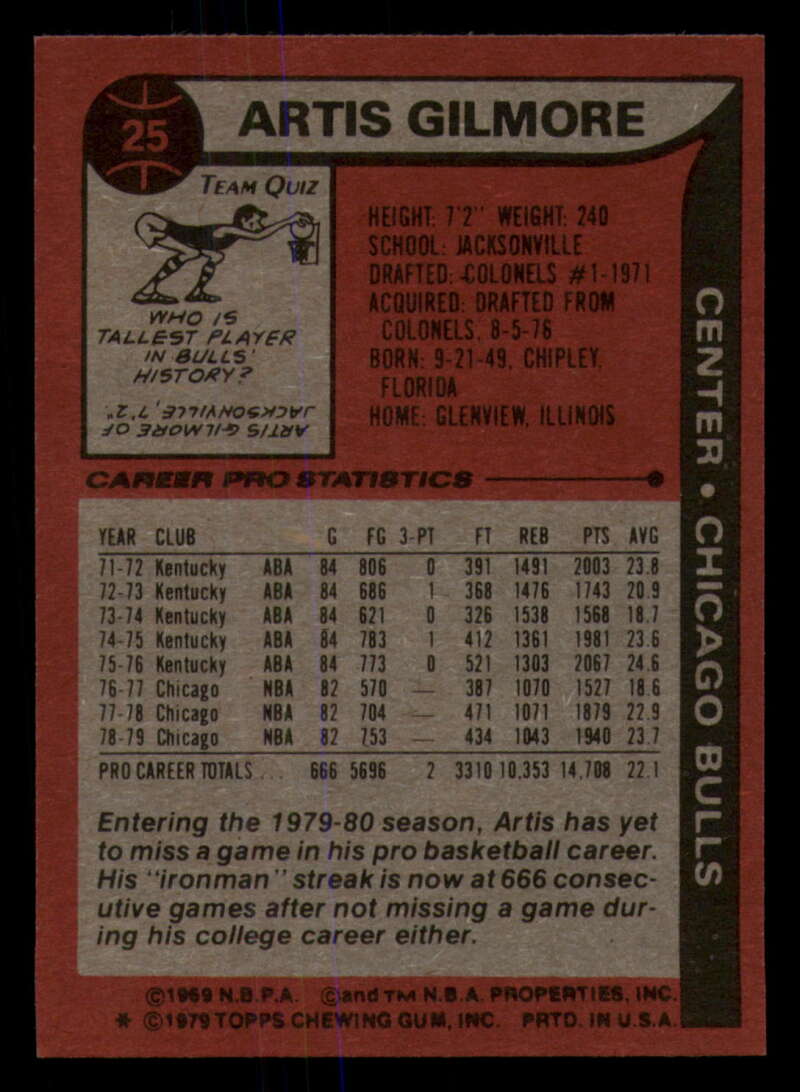 25
ARTIS GILMORE
TEAM QUIZ
WHO IS
TALLEST PLAYER
IN BULLS'
HISTORY?
ARTIS GILMORE OF
JACKSONVILLE, 7'2".
HEIGHT: 7'2" WEIGHT: 240
SCHOOL: JACKSONVILLE
DRAFTED: COLONELS #1-1971
ACQUIRED: DRAFTED FROM
COLONELS, 8-5-76
BORN: 9-21-49, CHIPLEY,
FLORIDA
HOME: GLENVIEW, ILLINOIS
CENTER • CHICAGO BULLS
CAREER PRO STATISTICS
YEAR CLUB G FG 3-PT FT REB PTS AVG
71-72 Kentucky ABA 84 806 0 391 1491 2003 23.8
72-73 Kentucky ABA 84 686 1 368 1476 1743 20.9
73-74 Kentucky ABA 84 621 0 326 1538 1568 18.7
74-75 Kentucky ABA 84 783 1 412 1361 1981 23.6
75-76 Kentucky ABA 84 773 0 521 1303 2067 24.6
76-77 Chicago NBA 82 570 — 387 1070 1527 18.6
77-78 Chicago NBA 82 704 — 471 1071 1879 22.9
78-79 Chicago NBA 82 753 — 434 1043 1940 23.7
PRO CAREER TOTALS... 666 5696 2 3310 10,353 14,708 22.1
Entering the 1979-80 season, Artis has yet
to miss a game in his pro basketball career.
His "ironman" streak is now at 666 consec-
utive games after not missing a game dur-
ing his college career either.
©1969 N.B.P.A. ©and TM N.B.A. PROPERTIES, INC.
* ©1979 TOPPS CHEWING GUM, INC. PRTD. IN U.S.A.